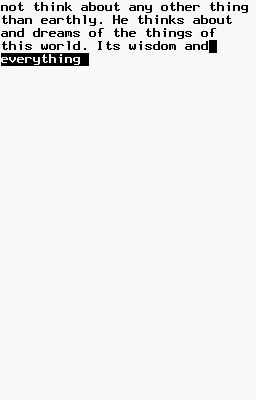 not think about any other thing
than earthly. He thinks about
and dreams of the things of
this world. Its wisdom and
everything